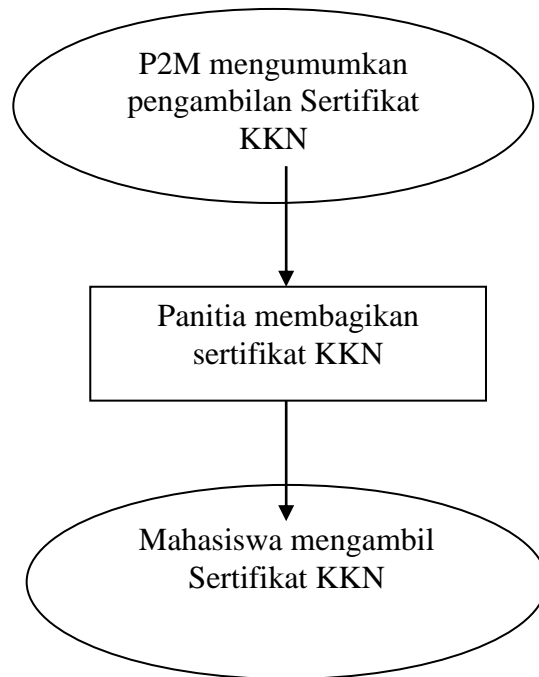 P2M mengumumkan
pengambilan Sertifikat
KKN
Panitia membagikan
sertifikat KKN
Mahasiswa mengambil
Sertifikat KKN